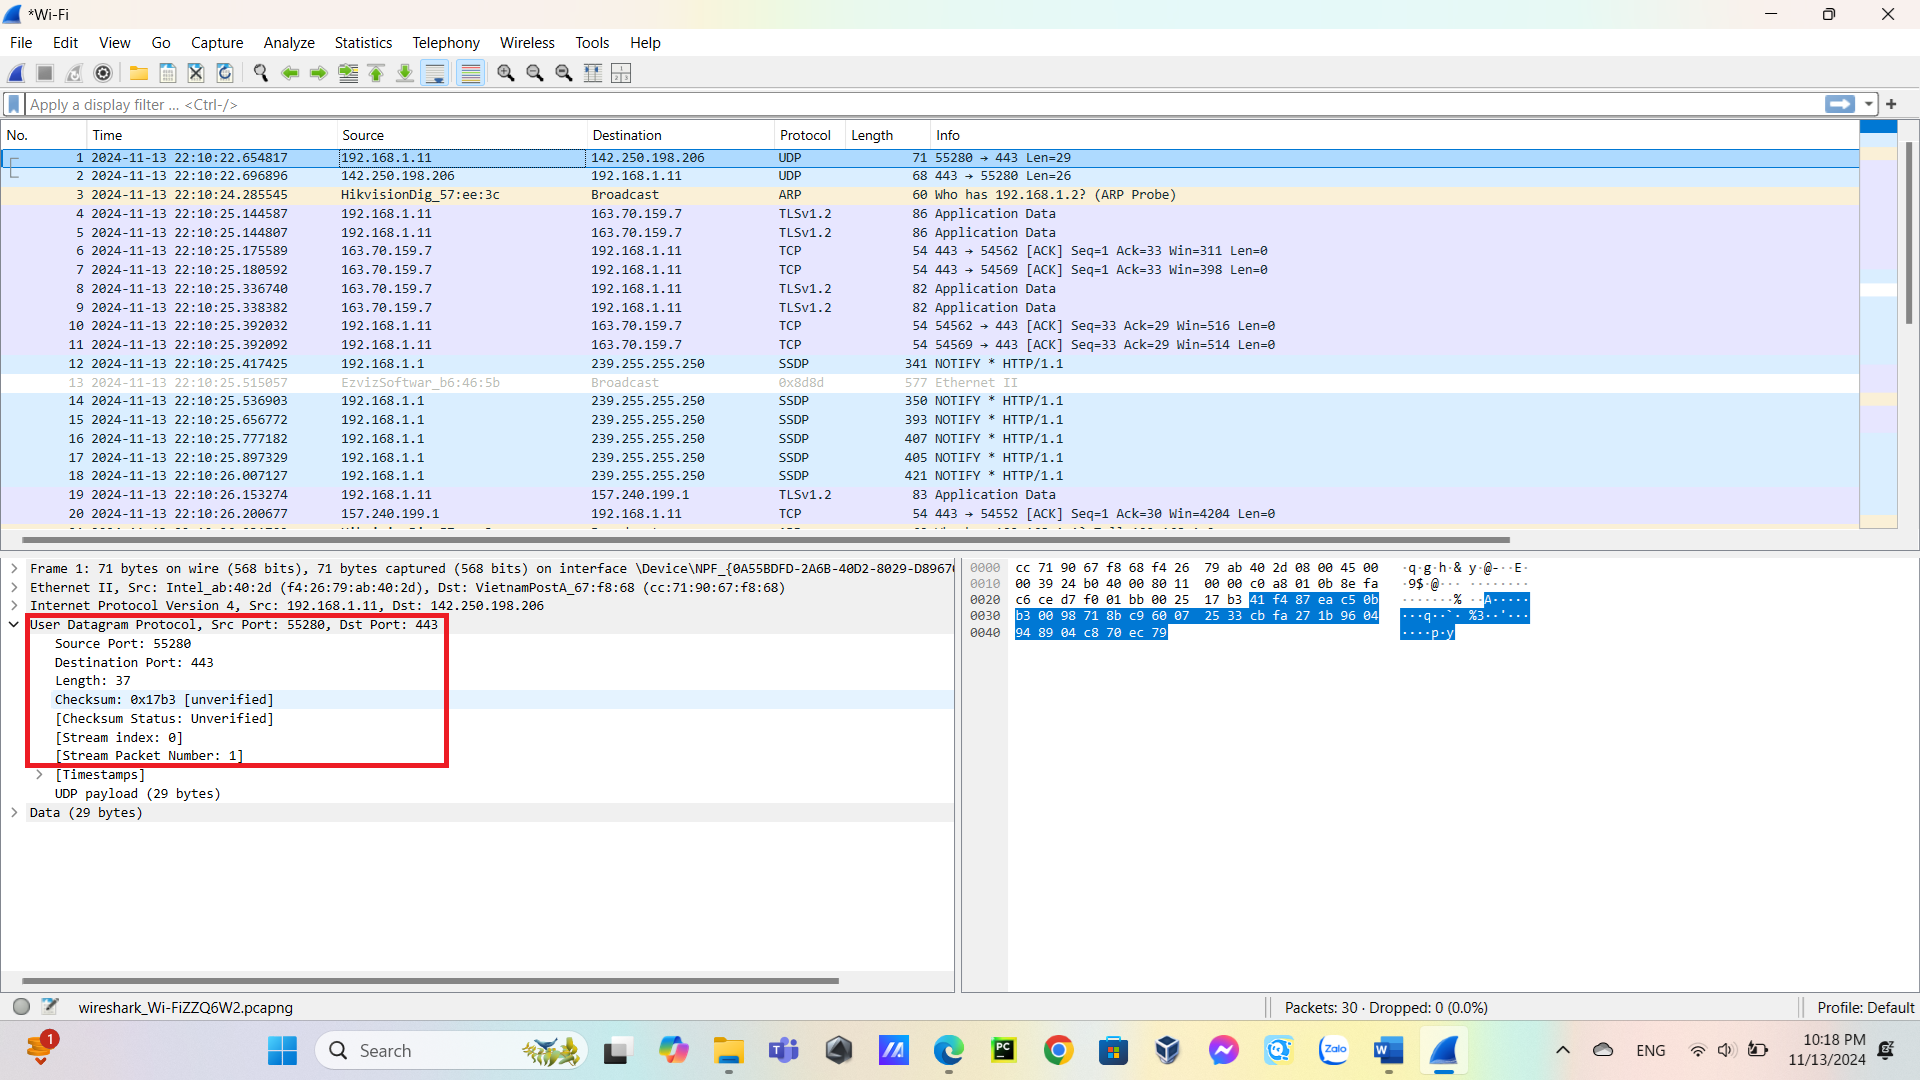 *Wi-Fi
File Edit View Go Capture Analyze Statistics Telephony Wireless Tools Help
Apply a display filter ... <Ctrl-/>
No. Time Source Destination Protocol Length Info
1 2024-11-13 22:10:22.654817 192.168.1.11 142.250.198.206 UDP 71 55280 → 443 Len=29
2 2024-11-13 22:10:22.696896 142.250.198.206 192.168.1.11 UDP 68 443 → 55280 Len=26
3 2024-11-13 22:10:24.285545 HikvisionDig_57:ee:3c Broadcast ARP 60 Who has 192.168.1.2? (ARP Probe)
4 2024-11-13 22:10:25.144587 192.168.1.11 163.70.159.7 TLSv1.2 86 Application Data
5 2024-11-13 22:10:25.144807 192.168.1.11 163.70.159.7 TLSv1.2 86 Application Data
6 2024-11-13 22:10:25.175589 163.70.159.7 192.168.1.11 TCP 54 443 → 54562 [ACK] Seq=1 Ack=33 Win=311 Len=0
7 2024-11-13 22:10:25.180592 163.70.159.7 192.168.1.11 TCP 54 443 → 54569 [ACK] Seq=1 Ack=33 Win=398 Len=0
8 2024-11-13 22:10:25.336740 163.70.159.7 192.168.1.11 TLSv1.2 82 Application Data
9 2024-11-13 22:10:25.338382 163.70.159.7 192.168.1.11 TLSv1.2 82 Application Data
10 2024-11-13 22:10:25.392032 192.168.1.11 163.70.159.7 TCP 54 54562 → 443 [ACK] Seq=33 Ack=29 Win=516 Len=0
11 2024-11-13 22:10:25.392092 192.168.1.11 163.70.159.7 TCP 54 54569 → 443 [ACK] Seq=33 Ack=29 Win=514 Len=0
12 2024-11-13 22:10:25.417425 192.168.1.1 239.255.255.250 SSDP 341 NOTIFY * HTTP/1.1
13 2024-11-13 22:10:25.515057 EzvizSoftwar_b6:46:5b Broadcast 0x8d8d 577 Ethernet II
14 2024-11-13 22:10:25.536903 192.168.1.1 239.255.255.250 SSDP 350 NOTIFY * HTTP/1.1
15 2024-11-13 22:10:25.656772 192.168.1.1 239.255.255.250 SSDP 393 NOTIFY * HTTP/1.1
16 2024-11-13 22:10:25.777182 192.168.1.1 239.255.255.250 SSDP 407 NOTIFY * HTTP/1.1
17 2024-11-13 22:10:25.897329 192.168.1.1 239.255.255.250 SSDP 405 NOTIFY * HTTP/1.1
18 2024-11-13 22:10:26.007127 192.168.1.1 239.255.255.250 SSDP 421 NOTIFY * HTTP/1.1
19 2024-11-13 22:10:26.153274 192.168.1.11 157.240.199.1 TLSv1.2 83 Application Data
20 2024-11-13 22:10:26.200677 157.240.199.1 192.168.1.11 TCP 54 443 → 54552 [ACK] Seq=1 Ack=30 Win=4204 Len=0
Frame 1: 71 bytes on wire (568 bits), 71 bytes captured (568 bits) on interface \Device\NPF_{0A55BDFD-2A6B-40D2-8029-D8967
Ethernet II, Src: Intel_ab:40:2d (f4:26:79:ab:40:2d), Dst: VietnamPostA_67:f8:68 (cc:71:90:67:f8:68)
Internet Protocol Version 4, Src: 192.168.1.11, Dst: 142.250.198.206
User Datagram Protocol, Src Port: 55280, Dst Port: 443
Source Port: 55280
Destination Port: 443
Length: 37
Checksum: 0x17b3 [unverified]
[Checksum Status: Unverified]
[Stream index: 0]
[Stream Packet Number: 1]
[Timestamps]
UDP payload (29 bytes)
Data (29 bytes)
0000 cc 71 90 67 f8 68 f4 26 79 ab 40 2d 08 00 45 00 ·q·g·h·& y·@-··E·
0010 00 39 24 b0 40 00 80 11 00 00 c0 a8 01 0b 8e fa ·9$·@··· ········
0020 c6 ce d7 f0 01 bb 00 25 17 b3 41 f4 87 ea c5 0b ·······% ··A·····
0030 b3 00 98 71 8b c9 60 07 25 33 cb fa 27 1b 96 04 ···q··`· %3··'···
0040 94 89 04 c8 70 ec 79 ····p·y
wireshark_Wi-FiZZQ6W2.pcapng
Packets: 30 · Dropped: 0 (0.0%)
Profile: Default
1
Search
PC
Zalo
W
ENG
10:18 PM
11/13/2024